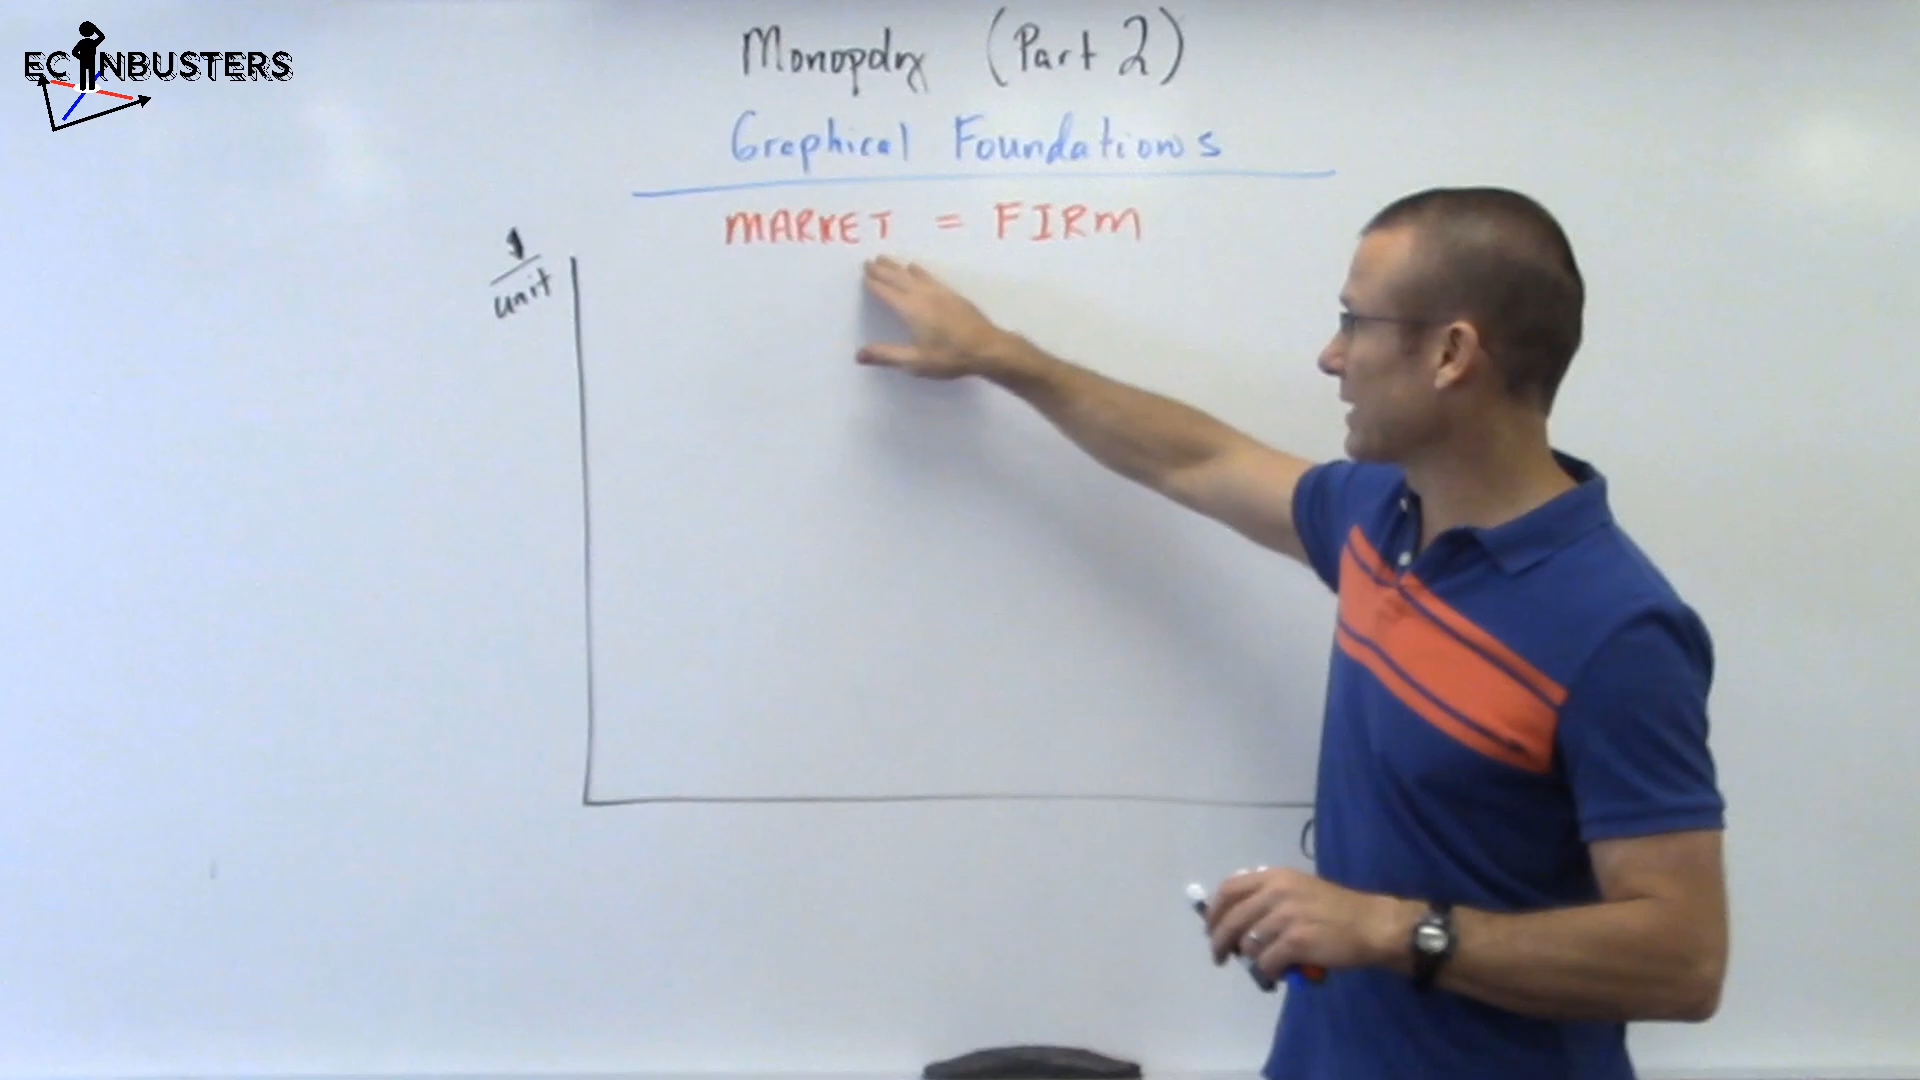 ECONBUSTERS
Monopoly (Part 2)
Graphical Foundations
MARKET = FIRM
$
unit